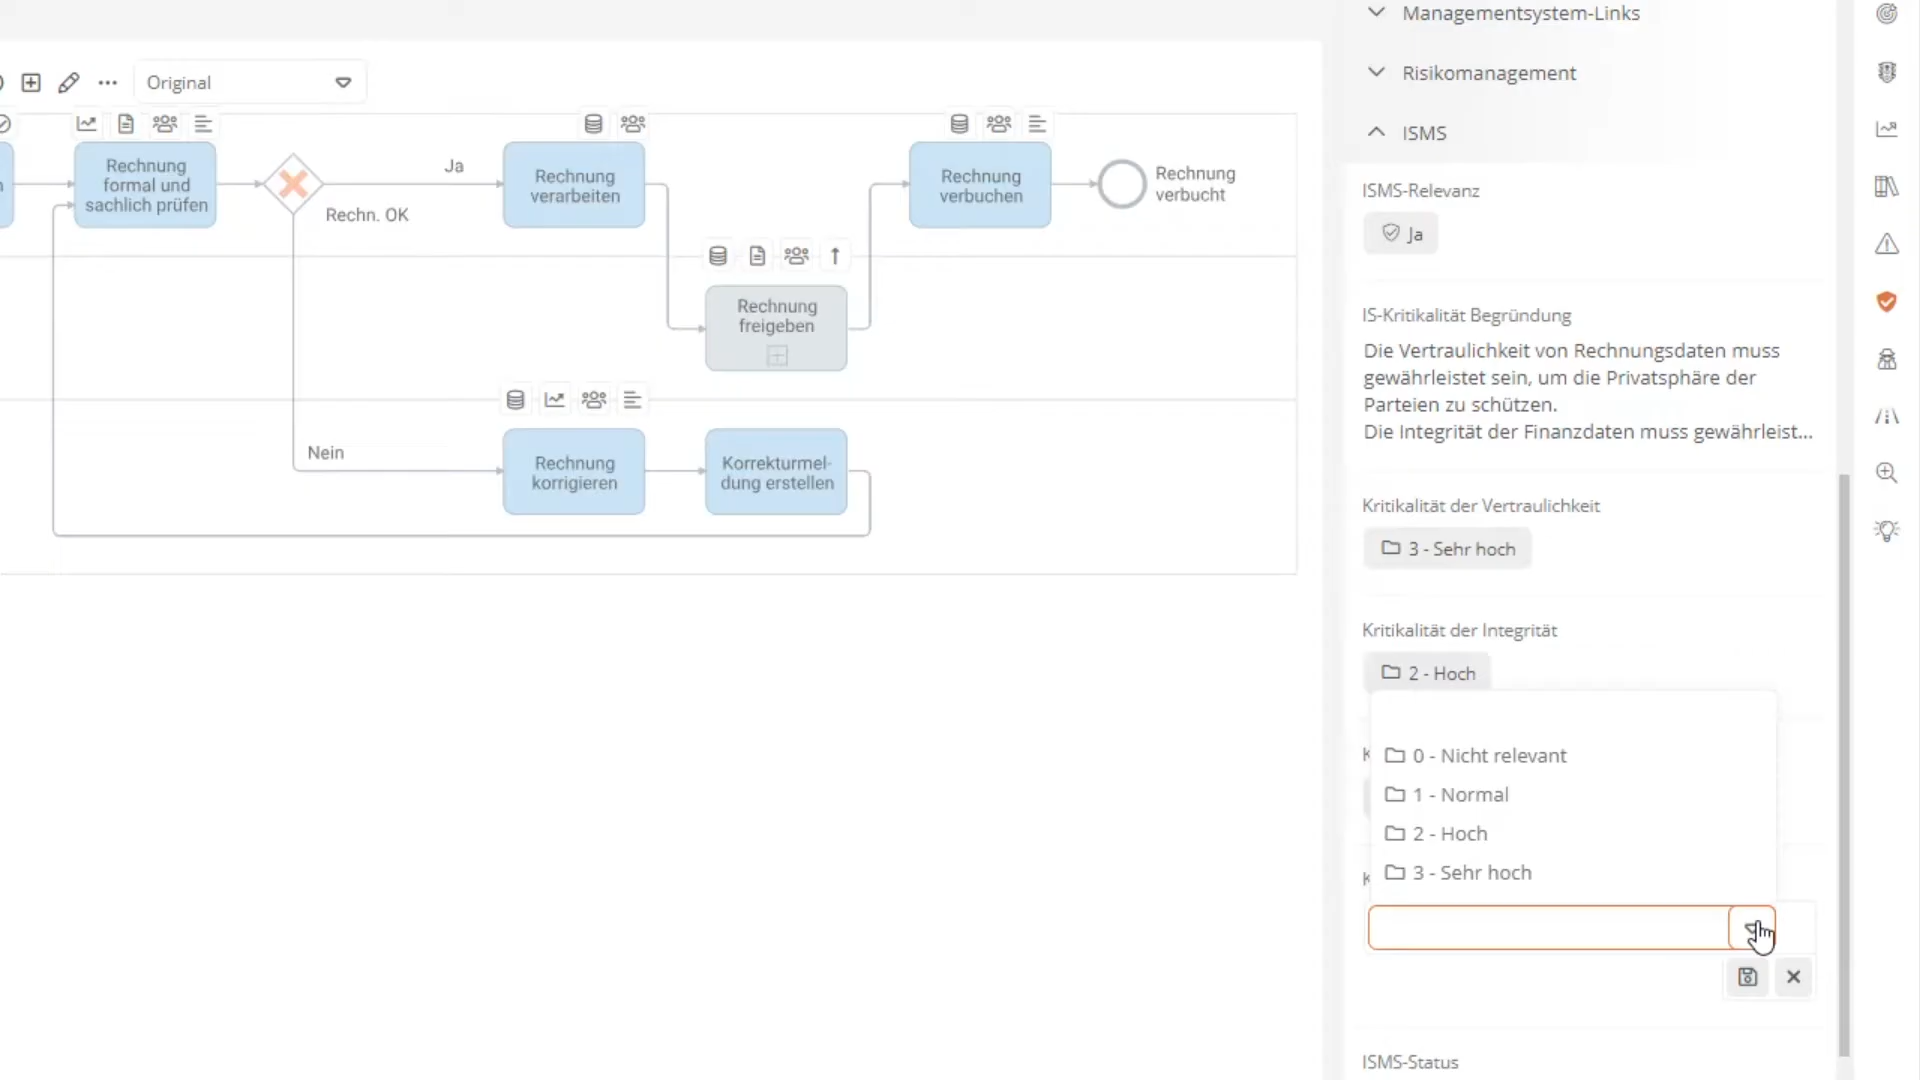 Original
Rechnung
formal und
sachlich prüfen
Ja
Rechn. OK
Rechnung
verarbeiten
Rechnung
verbuchen
Rechnung
verbucht
Rechnung
freigeben
Nein
Rechnung
korrigieren
Korrekturmel-
dung erstellen
Managementsystem-Links
Risikomanagement
ISMS
ISMS-Relevanz
Ja
IS-Kritikalität Begründung
Die Vertraulichkeit von Rechnungsdaten muss
gewährleistet sein, um die Privatsphäre der
Parteien zu schützen.
Die Integrität der Finanzdaten muss gewährleist...
Kritikalität der Vertraulichkeit
3 - Sehr hoch
Kritikalität der Integrität
2 - Hoch
0 - Nicht relevant
1 - Normal
2 - Hoch
3 - Sehr hoch
ISMS-Status